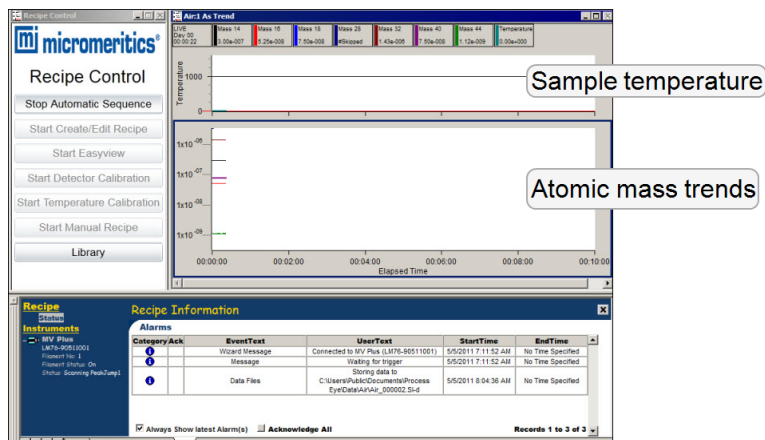 Recipe Control
micromeritics®
Recipe Control
Stop Automatic Sequence
Start Create/Edit Recipe
Start Easyview
Start Detector Calibration
Start Temperature Calibration
Start Manual Recipe
Library
Air:1 As Trend
LIVE
Day 00
00:00:22
Mass 14
3.00e-007
Mass 16
5.25e-008
Mass 18
7.50e-008
Mass 28
#Skipped
Mass 32
1.43e-006
Mass 40
7.50e-008
Mass 44
1.12e-009
Temperature
0.00e+000
Temperature
1000
0
Sample temperature
1x10 -06
1x10 -07
1x10 -08
1x10 -09
Atomic mass trends
00:00:00 00:02:00 00:04:00 00:06:00 00:08:00 00:10:00
Elapsed Time
Recipe
Status
Instruments
MV Plus
LM76-90511001
Filament No: 1
Filament Status: On
Status: Scanning PeakJump1
Recipe Information
Alarms
Category Ack EventText UserText StartTime EndTime
Wizard Message Connected to MV Plus (LM76-90511001) 5/5/2011 7:11:52 AM No Time Specified
Message Waiting for trigger 5/5/2011 7:11:52 AM No Time Specified
Data Files Storing data to C:\Users\Public\Documents\Process Eye\Data\Air\Air_000002.SI-d 5/5/2011 8:04:36 AM No Time Specified
Always Show latest Alarm(s) Acknowledge All Records 1 to 3 of 3